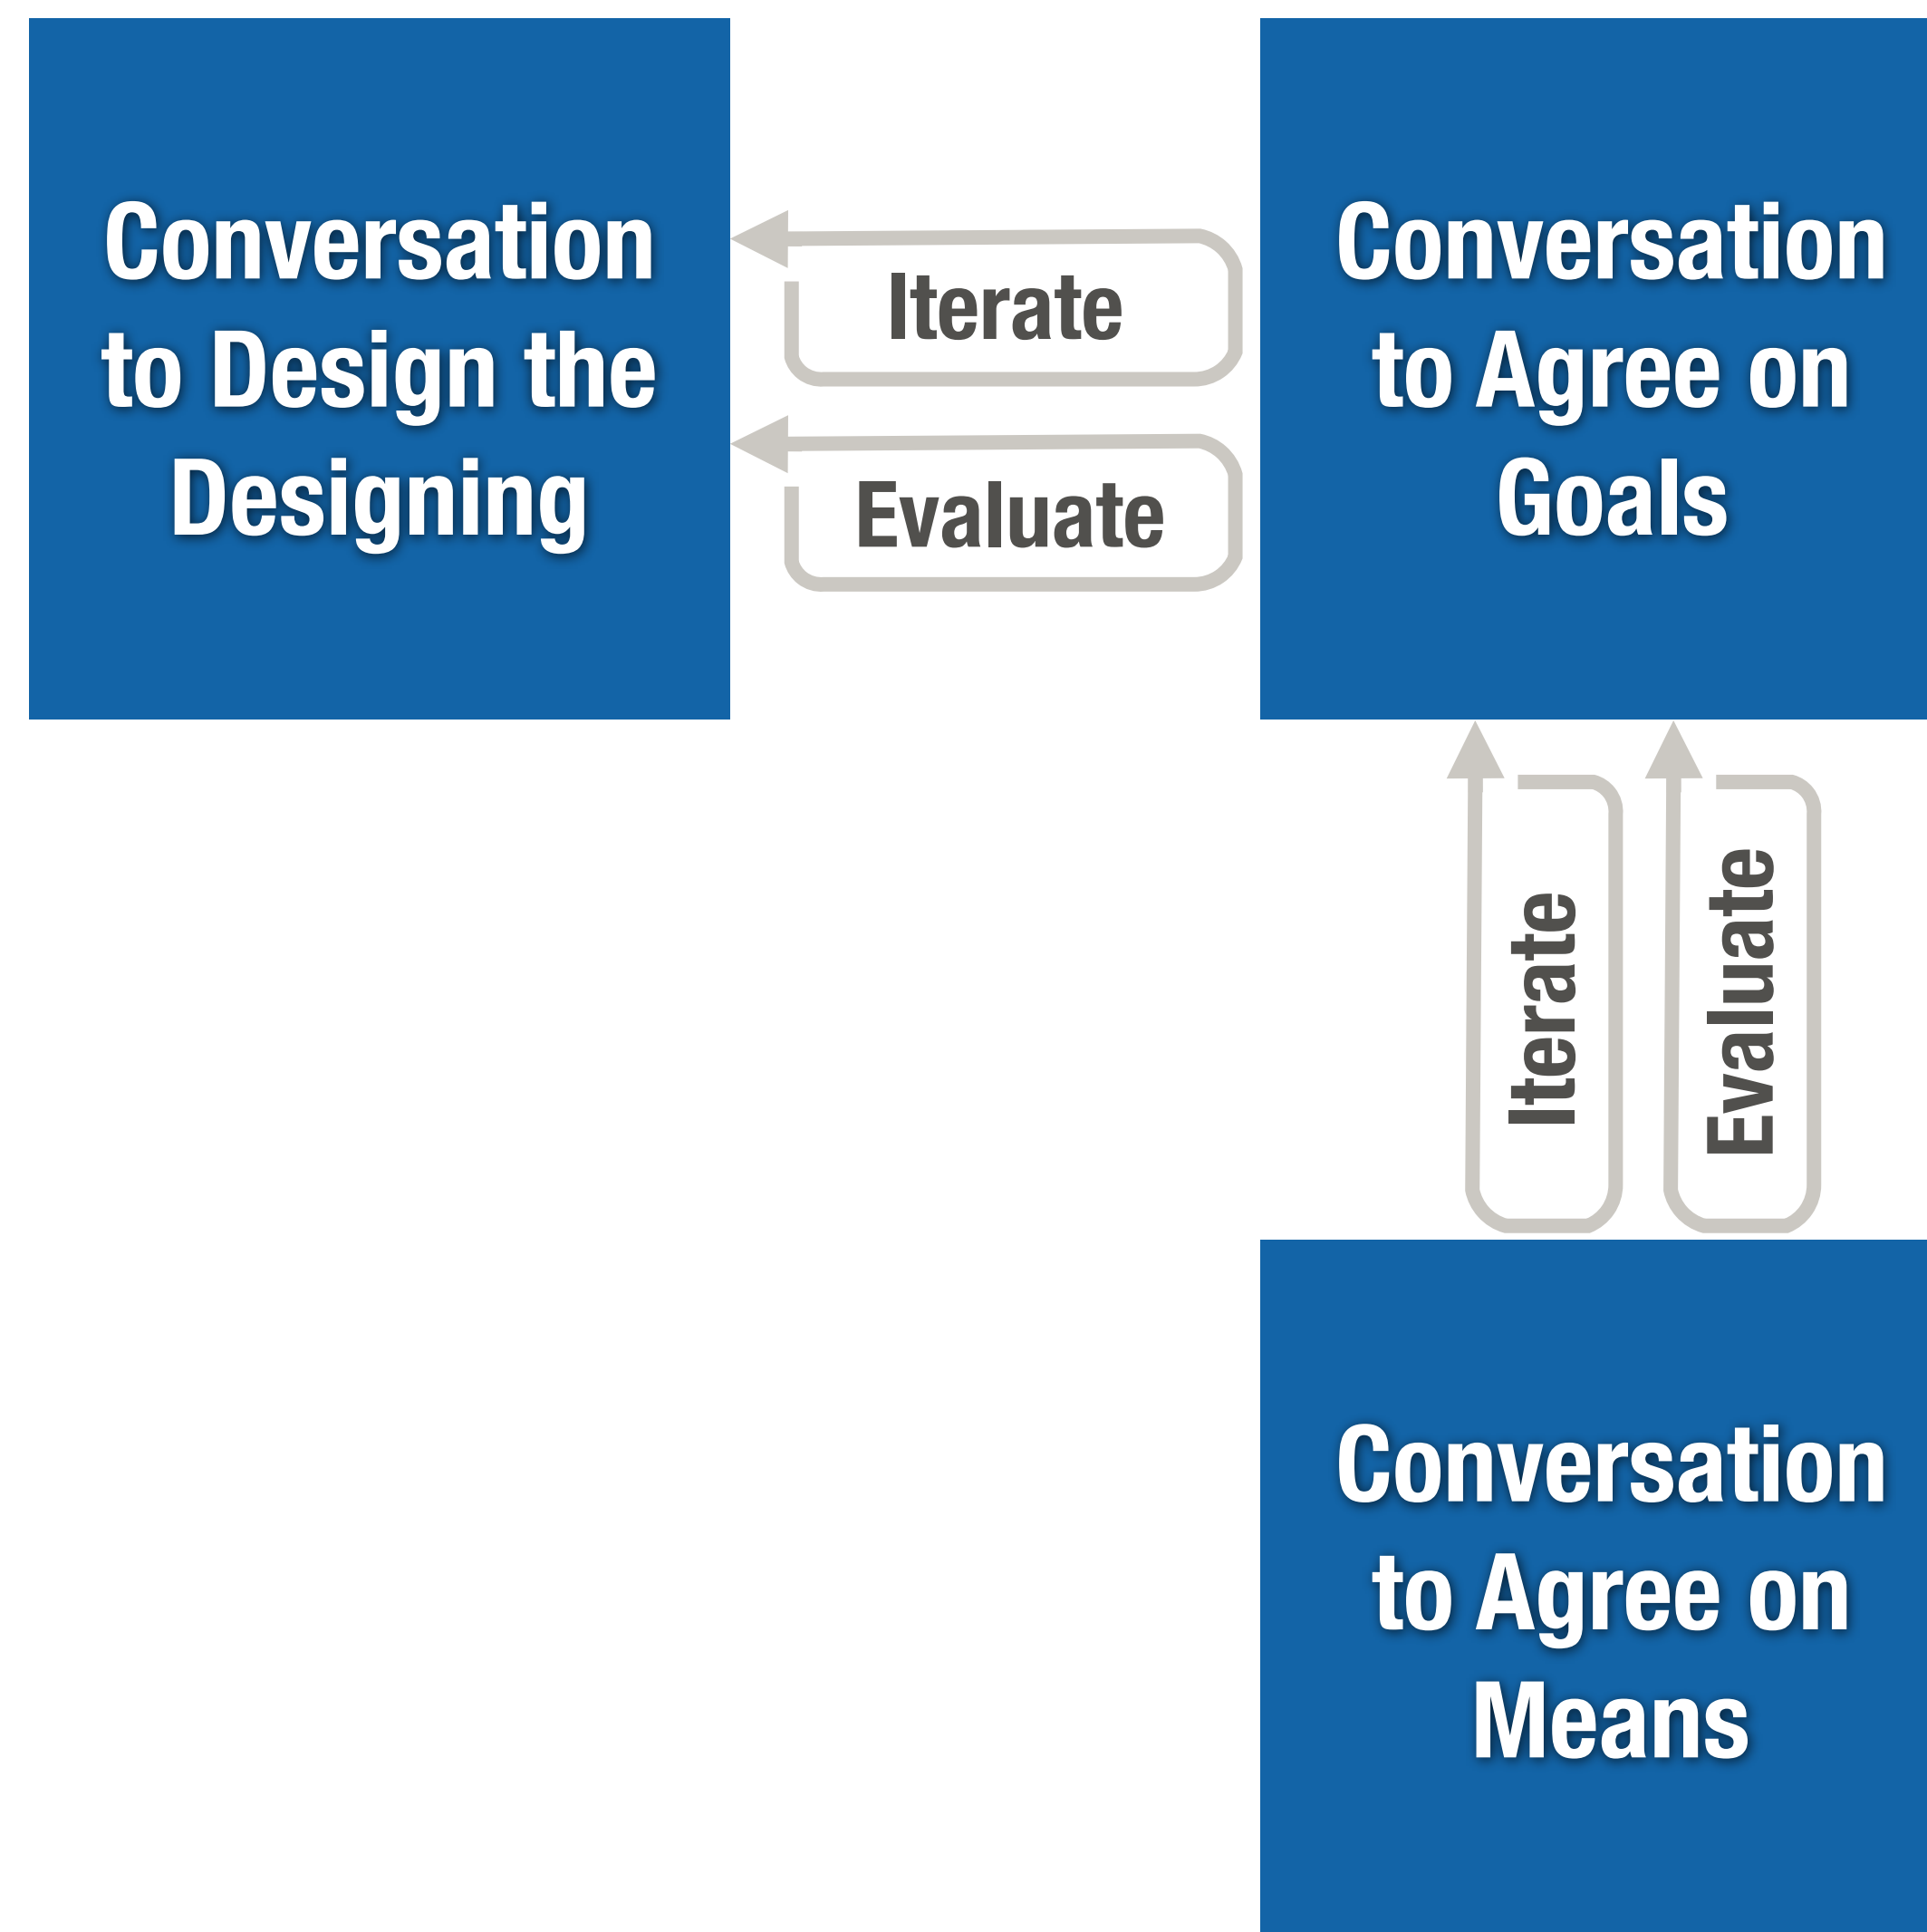 Conversation
to Design the
Designing
Iterate
Evaluate
Conversation
to Agree on
Goals
Iterate
Evaluate
Conversation
to Agree on
Means